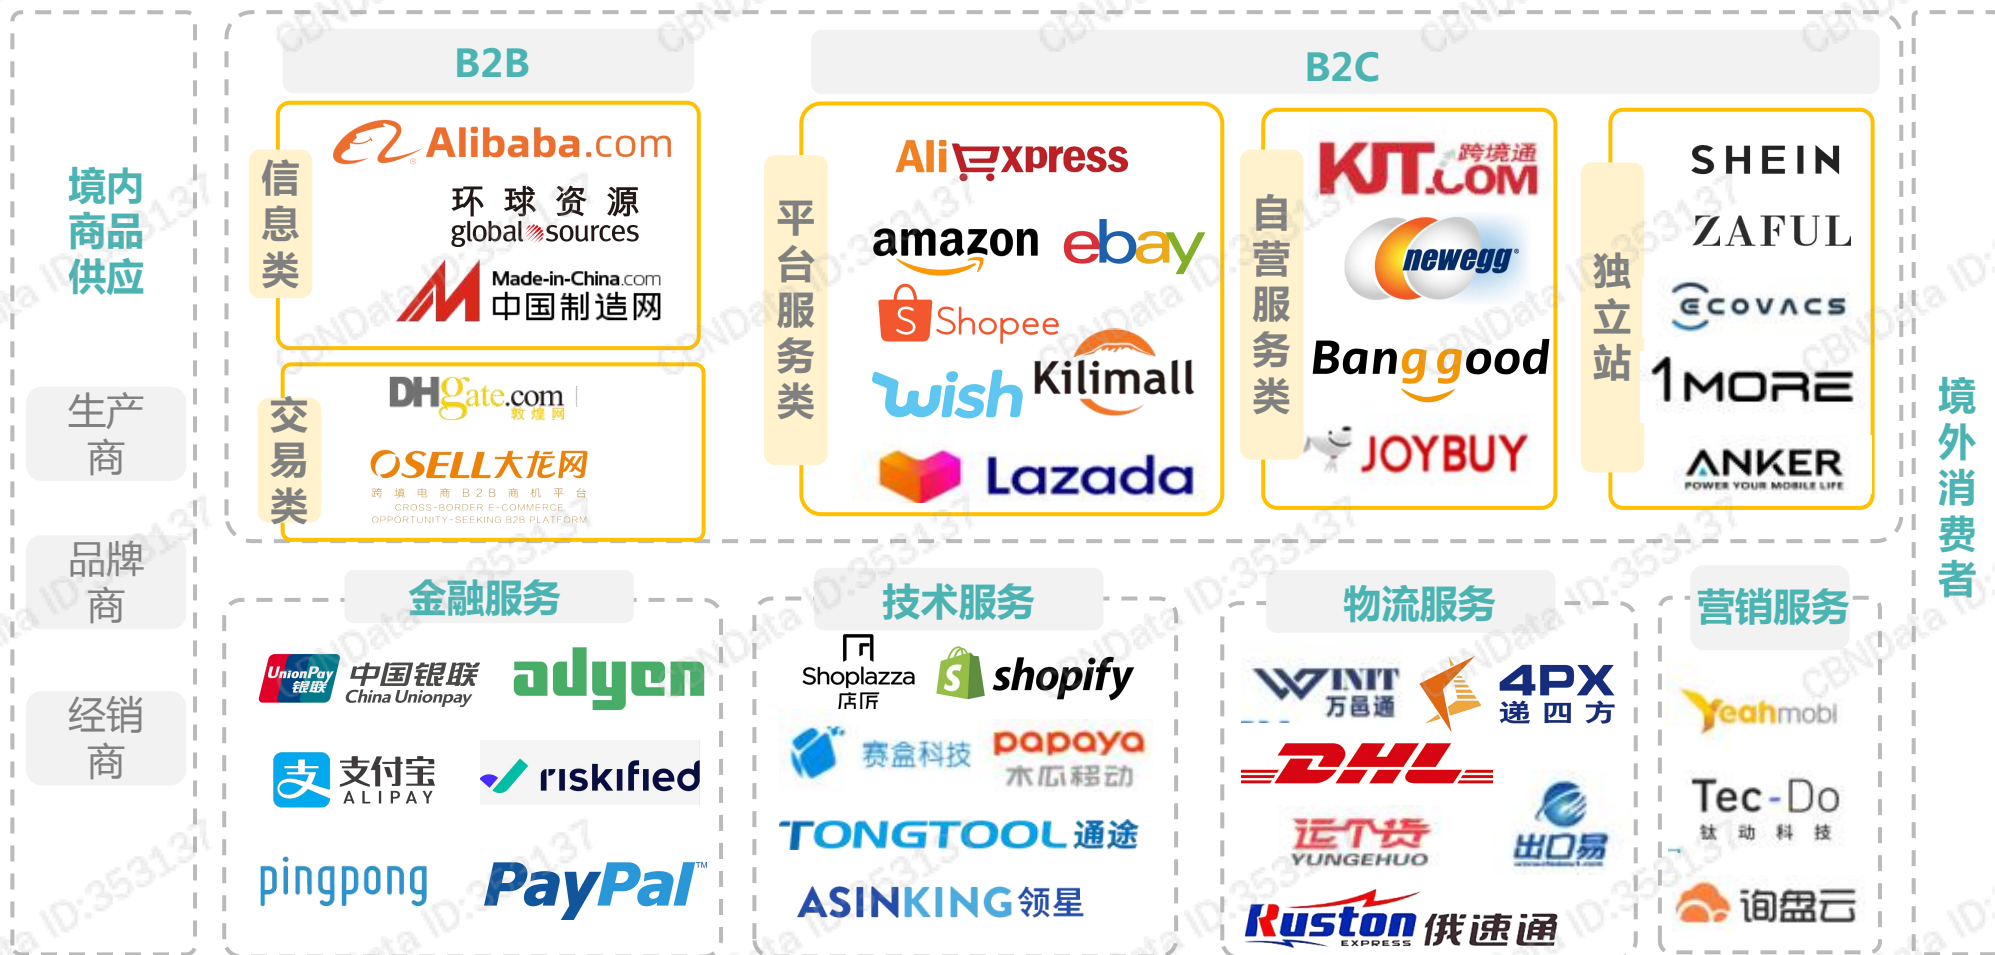 境内
商品
供应
生产
商
品牌
商
经销
商
B2B
信息类
Alibaba.com
环球资源
global sources
Made-in-China.com
中国制造网
交易类
DHgate.com
敦煌网
OSELL大龙网
跨境电商B2B商机平台
CROSS-BORDER E-COMMERCE
OPPORTUNITY-SEEKING B2B PLATFORM
B2C
平台服务类
AliExpress
amazon
ebay
Shopee
wish
Kilimall
Lazada
自营服务类
KJT.COM
跨境通
newegg
Banggood
JOYBUY
独立站
SHEIN
ZAFUL
ECOVACS
1MORE
ANKER
POWER YOUR MOBILE LIFE
境外消费者
金融服务
UnionPay
银联
中国银联
China Unionpay
adyen
支
支付宝
ALIPAY
riskified
pingpong
PayPal™
技术服务
Shoplazza
店匠
shopify
赛盒科技
papaya
木瓜移动
TONGTOOL通途
ASINKING领星
物流服务
WINIT
万邑通
4PX
递四方
DHL
运个货
YUNGEHUO
出口易
Ruston
EXPRESS
俄速通
营销服务
Yeahmobi
Tec-Do
钛动科技
询盘云
CBNData ID:353137